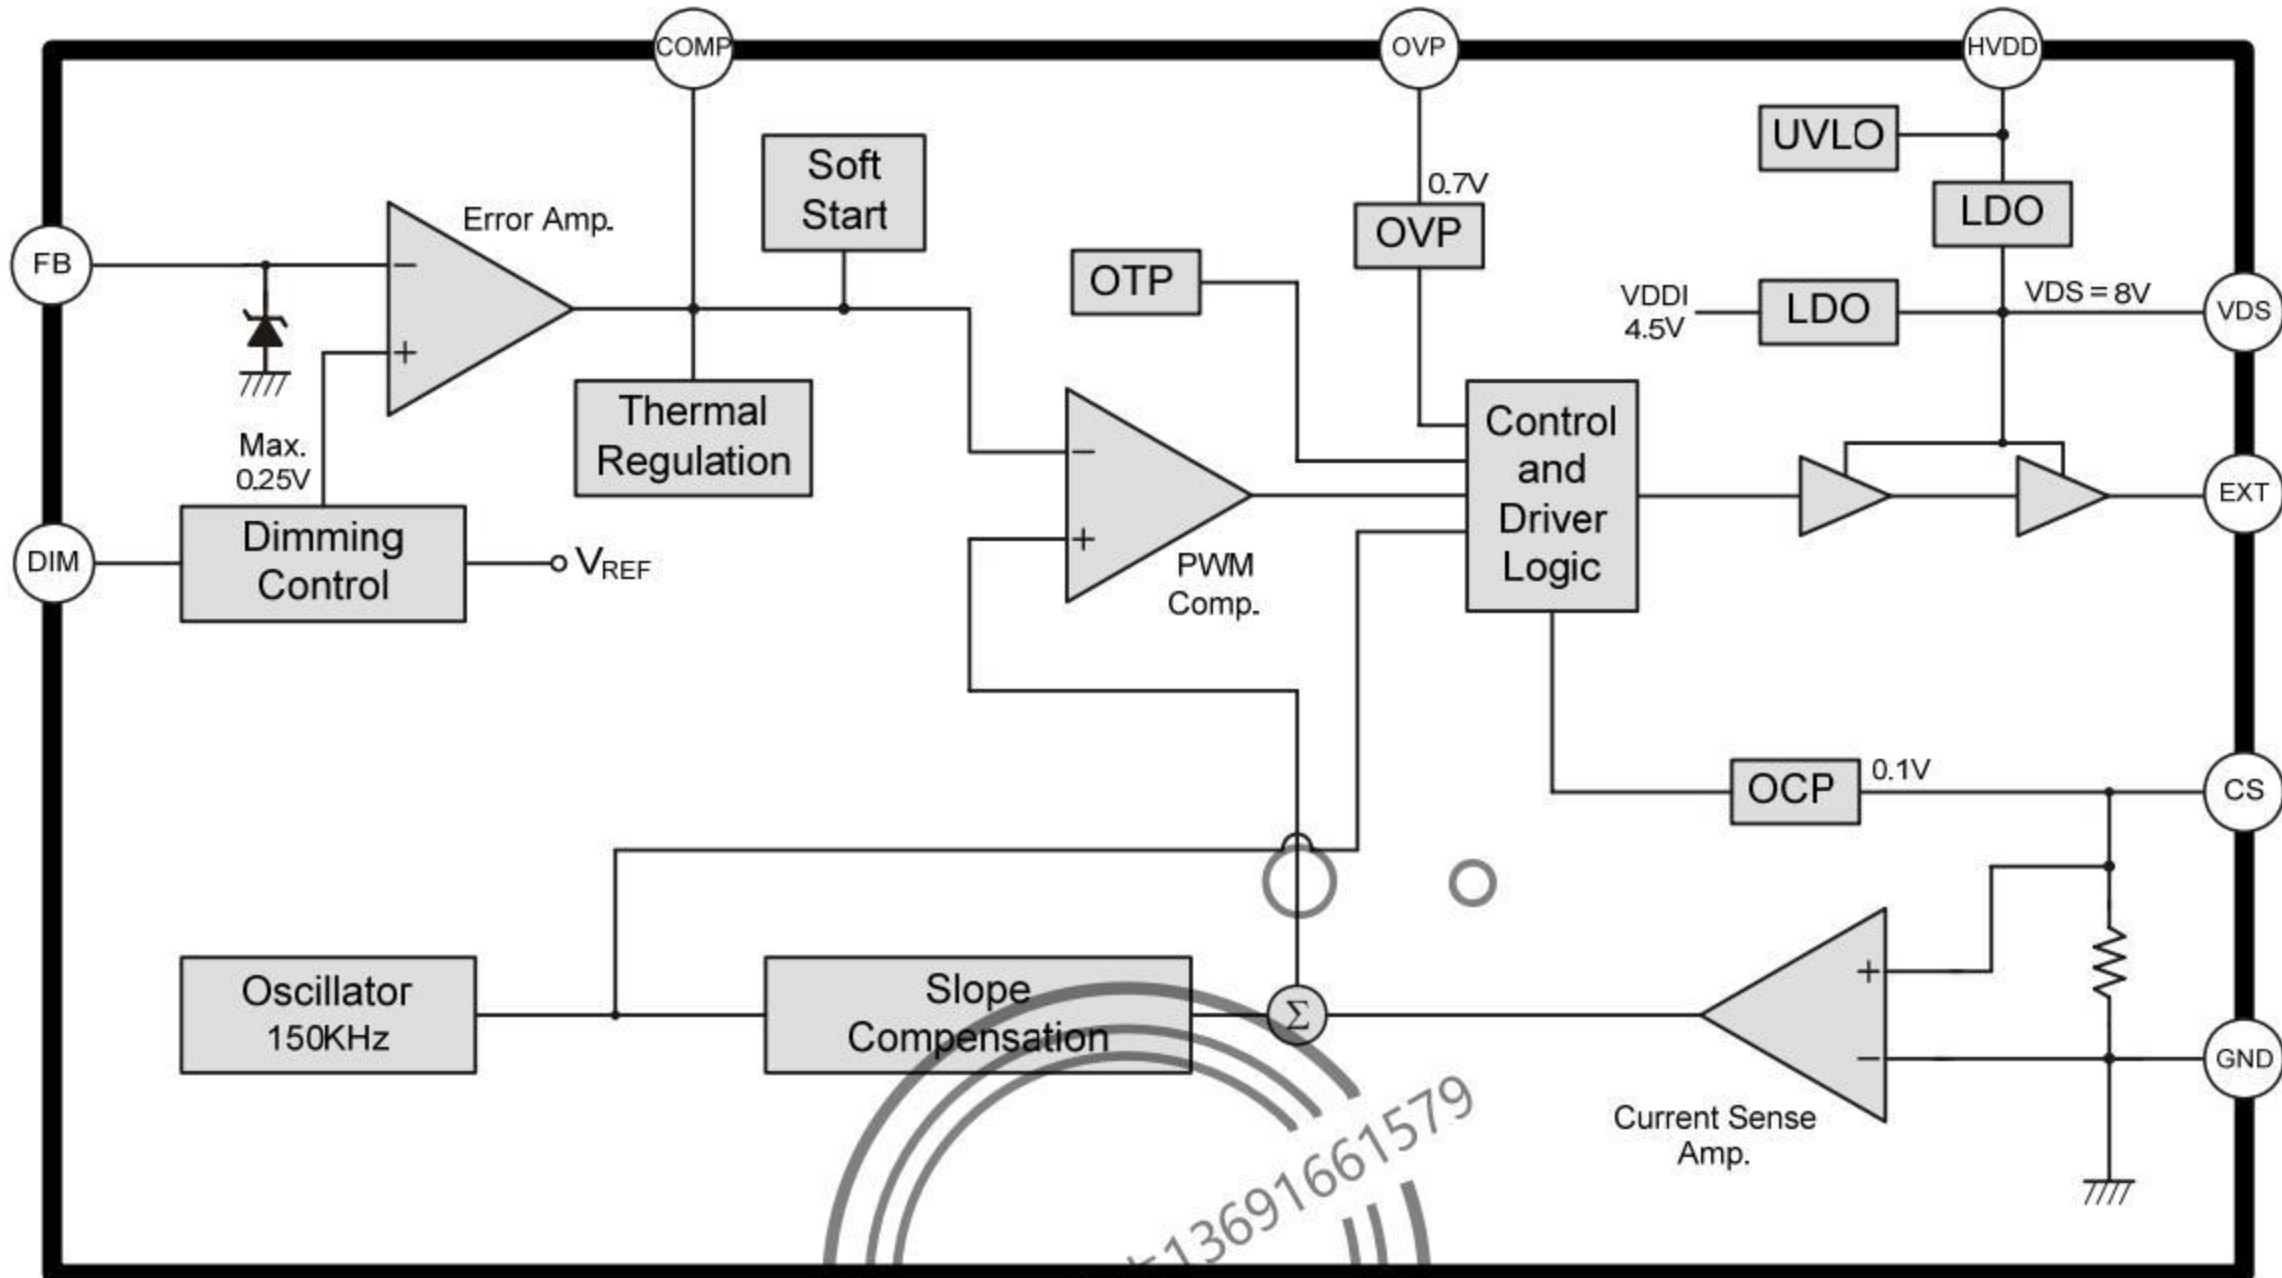 COMP
OVP
HVDD
UVLO
Soft
Start
0.7V
OVP
LDO
Error Amp.
FB
−
OTP
VDDI
4.5V
LDO
VDS = 8V
VDS
+
Thermal
Regulation
Max.
0.25V
Control
and
Driver
Logic
−
EXT
Dimming
Control
DIM
VREF
+
PWM
Comp.
OCP
0.1V
CS
Oscillator
150KHz
Slope
Compensation
Σ
+
−
GND
Current Sense
Amp.
13691661579